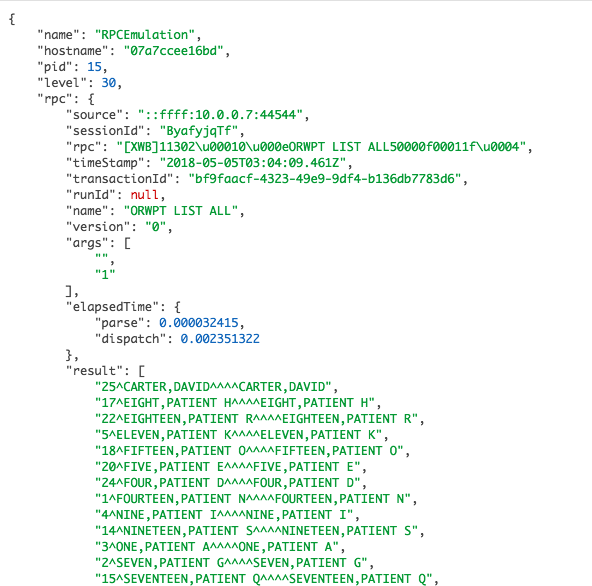 {
    "name": "RPCEmulation",
    "hostname": "07a7ccee16bd",
    "pid": 15,
    "level": 30,
    "rpc": {
        "source": "::ffff:10.0.0.7:44544",
        "sessionId": "ByafyjqTf",
        "rpc": "[XWB]11302\u00010\u000eORWPT LIST ALL50000f00011f\u0004",
        "timeStamp": "2018-05-05T03:04:09.461Z",
        "transactionId": "bf9faacf-4323-49e9-9df4-b136db7783d6",
        "runId": null,
        "name": "ORWPT LIST ALL",
        "version": "0",
        "args": [
            "",
            "1"
        ],
        "elapsedTime": {
            "parse": 0.000032415,
            "dispatch": 0.002351322
        },
        "result": [
            "25^CARTER,DAVID^^^^CARTER,DAVID",
            "17^EIGHT,PATIENT H^^^^EIGHT,PATIENT H",
            "22^EIGHTEEN,PATIENT R^^^^EIGHTEEN,PATIENT R",
            "5^ELEVEN,PATIENT K^^^^ELEVEN,PATIENT K",
            "18^FIFTEEN,PATIENT O^^^^FIFTEEN,PATIENT O",
            "20^FIVE,PATIENT E^^^^FIVE,PATIENT E",
            "24^FOUR,PATIENT D^^^^FOUR,PATIENT D",
            "1^FOURTEEN,PATIENT N^^^^FOURTEEN,PATIENT N",
            "4^NINE,PATIENT I^^^^NINE,PATIENT I",
            "14^NINETEEN,PATIENT S^^^^NINETEEN,PATIENT S",
            "3^ONE,PATIENT A^^^^ONE,PATIENT A",
            "2^SEVEN,PATIENT G^^^^SEVEN,PATIENT G",
            "15^SEVENTEEN,PATIENT Q^^^^SEVENTEEN,PATIENT Q",